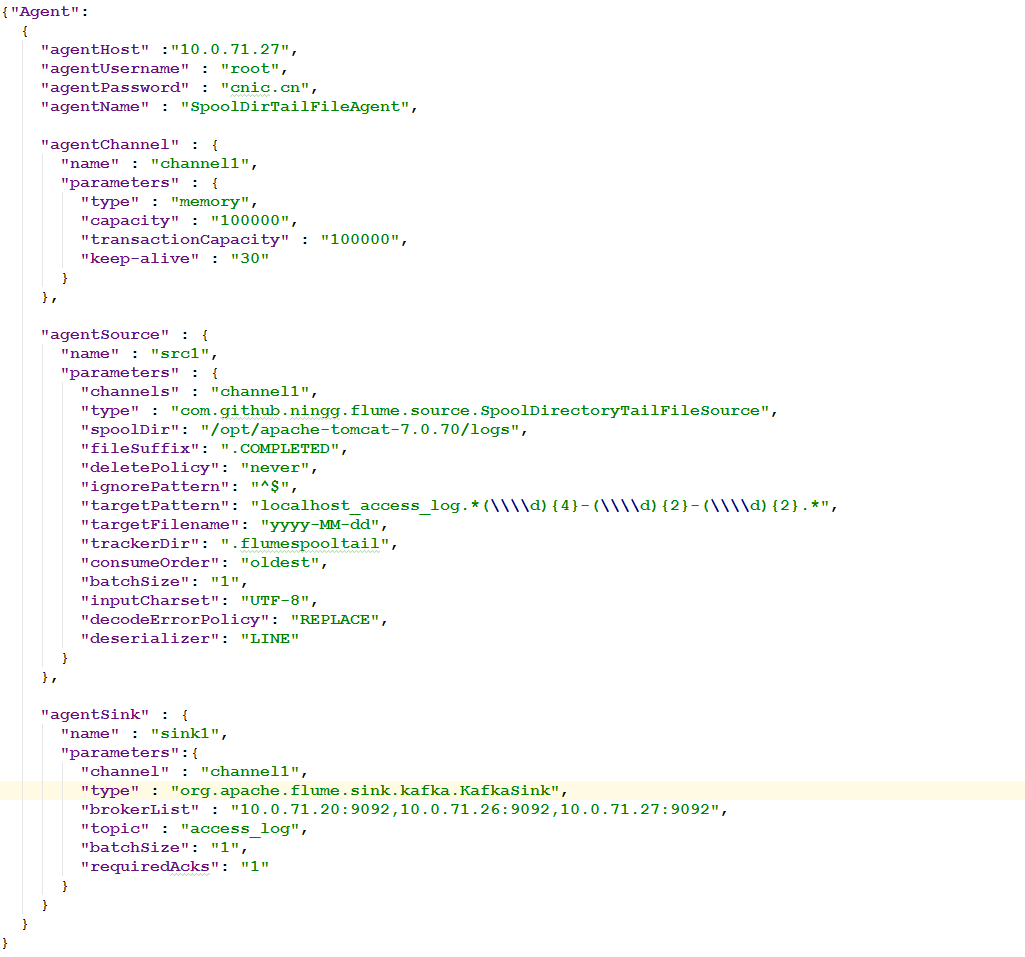 {"Agent":
{
"agentHost" :"10.0.71.27",
"agentUsername" : "root",
"agentPassword" : "cnic.cn",
"agentName" : "SpoolDirTailFileAgent",
"agentChannel" : {
"name" : "channel1",
"parameters" : {
"type" : "memory",
"capacity" : "100000",
"transactionCapacity" : "100000",
"keep-alive" : "30"
}
},
"agentSource" : {
"name" : "src1",
"parameters" : {
"channels" : "channel1",
"type" : "com.github.ningg.flume.source.SpoolDirectoryTailFileSource",
"spoolDir": "/opt/apache-tomcat-7.0.70/logs",
"fileSuffix": ".COMPLETED",
"deletePolicy": "never",
"ignorePattern": "^$",
"targetPattern": "localhost_access_log.*(\\\\d){4}-(\\\\d){2}-(\\\\d){2}.*",
"targetFilename": "yyyy-MM-dd",
"trackerDir": ".flumespooltail",
"consumeOrder": "oldest",
"batchSize": "1",
"inputCharset": "UTF-8",
"decodeErrorPolicy": "REPLACE",
"deserializer": "LINE"
}
},
"agentSink" : {
"name" : "sink1",
"parameters":{
"channel" : "channel1",
"type" : "org.apache.flume.sink.kafka.KafkaSink",
"brokerList" : "10.0.71.20:9092,10.0.71.26:9092,10.0.71.27:9092",
"topic" : "access_log",
"batchSize": "1",
"requiredAcks": "1"
}
}
}
}